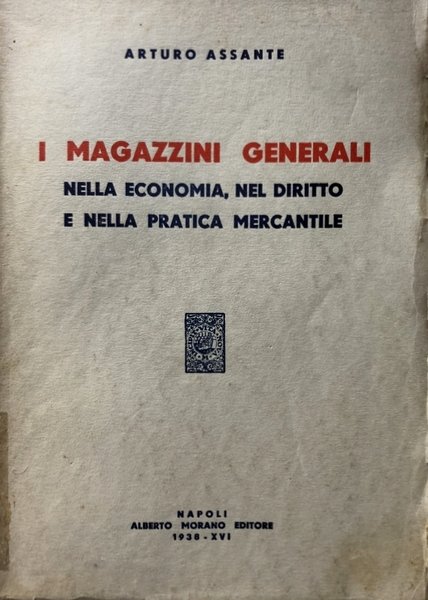 ARTURO ASSANTE
I MAGAZZINI GENERALI
NELLA ECONOMIA, NEL DIRITTO
E NELLA PRATICA MERCANTILE
NAPOLI
ALBERTO MORANO EDITORE
1938 - XVI